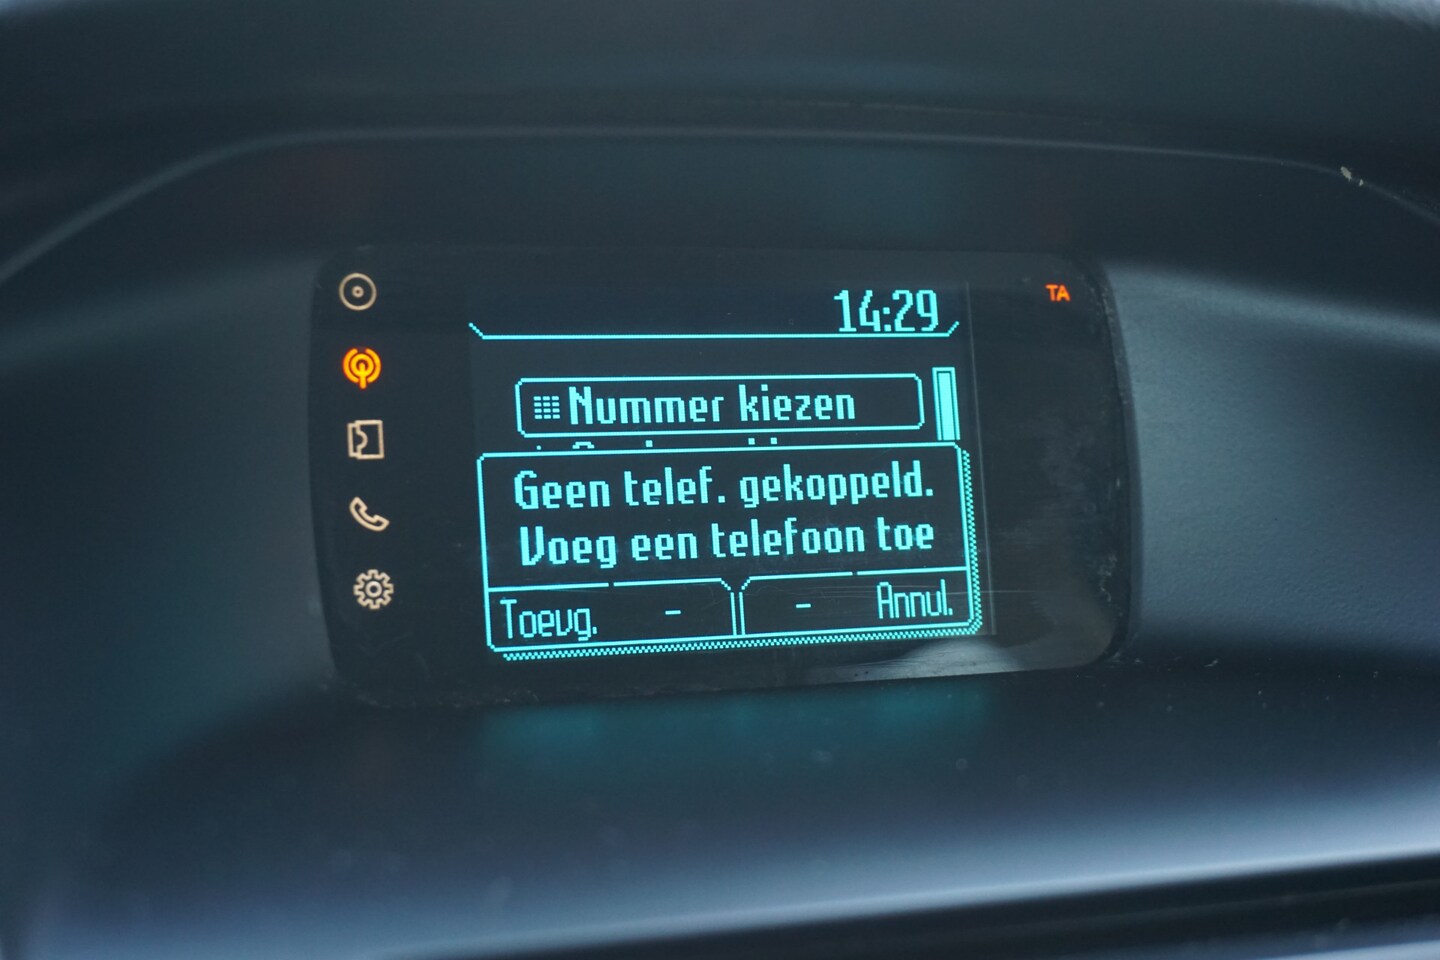 14:29
TA
Nummer kiezen
Geen telef. gekoppeld.
Voeg een telefoon toe
Toevg. - - Annul.